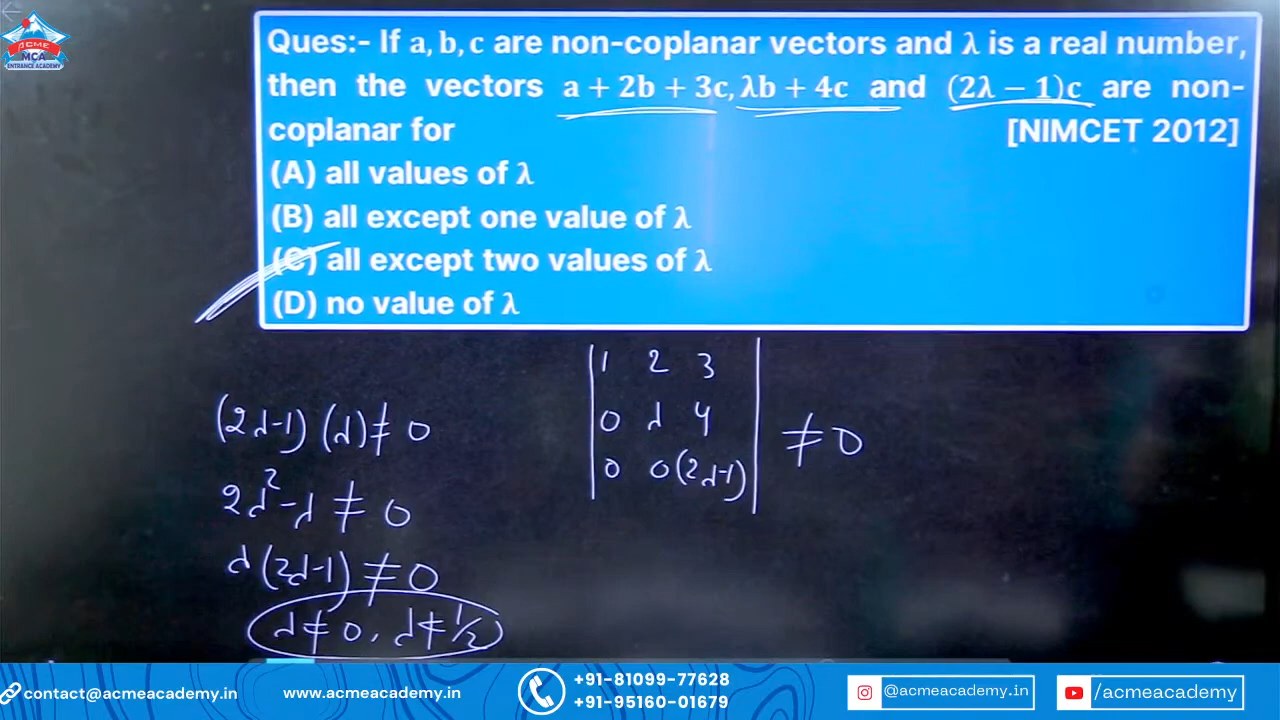 ACME
MCA
ENTRANCE ACADEMY
Ques:- If a, b, c are non-coplanar vectors and λ is a real number,
then the vectors a + 2b + 3c, λb + 4c and (2λ − 1)c are non-
coplanar for [NIMCET 2012]
(A) all values of λ
(B) all except one value of λ
(C) all except two values of λ
(D) no value of λ
1 2 3
0 λ 4
0 0 (2λ-1)
≠ 0
(2λ-1) (λ) ≠ 0
2λ² - λ ≠ 0
λ (2λ-1) ≠ 0
λ ≠ 0, λ ≠ 1/2
contact@acmeacademy.in
www.acmeacademy.in
+91-81099-77628
+91-95160-01679
@acmeacademy.in
/acmeacademy